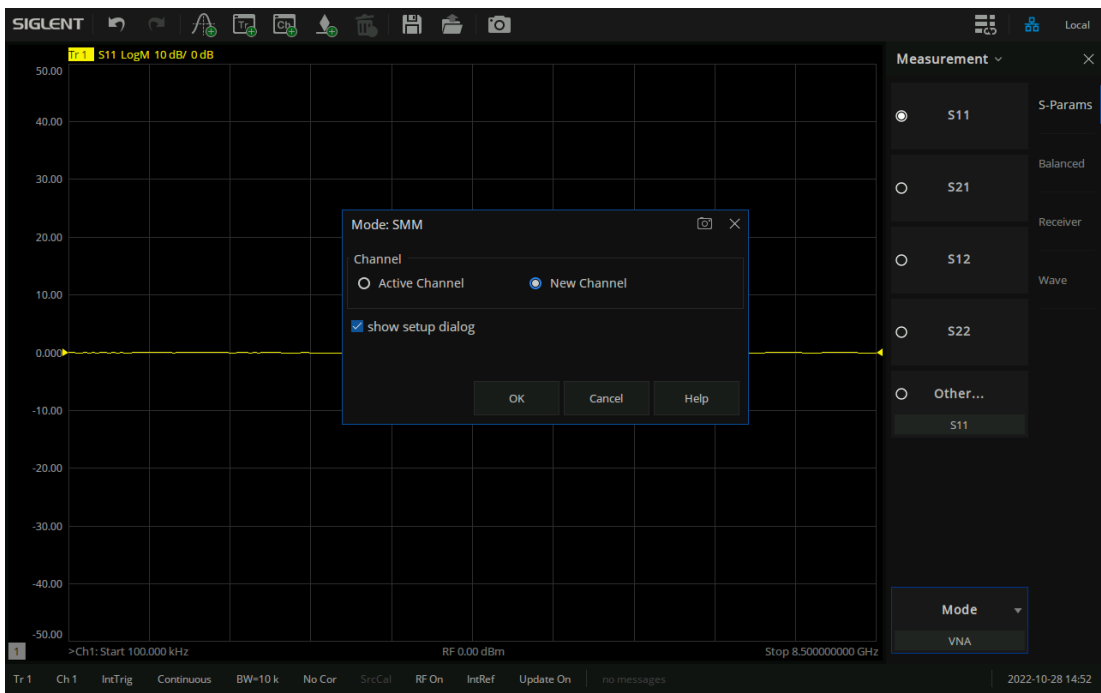 SIGLENT Tr Ch Local
Tr 1 S11 LogM 10 dB/ 0 dB
50.00
40.00
30.00
20.00
10.00
0.000
-10.00
-20.00
-30.00
-40.00
-50.00
1 >Ch1: Start 100.000 kHz RF 0.00 dBm Stop 8.500000000 GHz
Mode: SMM
Channel
Active Channel New Channel
show setup dialog
OK Cancel Help
Measurement
S11
S21
S12
S22
Other...
S11
S-Params
Balanced
Receiver
Wave
Mode
VNA
Tr 1 Ch 1 IntTrig Continuous BW=10 k No Cor SrcCal RF On IntRef Update On no messages 2022-10-28 14:52